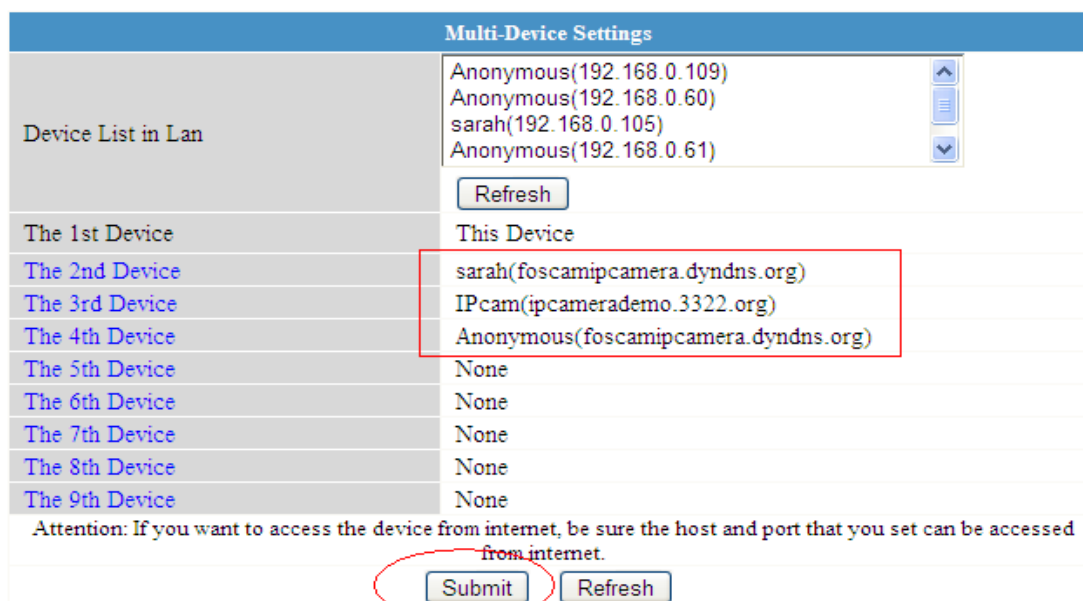 Multi-Device Settings
Device List in Lan
Anonymous(192.168.0.109)
Anonymous(192.168.0.60)
sarah(192.168.0.105)
Anonymous(192.168.0.61)
Refresh
The 1st Device This Device
The 2nd Device sarah(foscamipcamera.dyndns.org)
The 3rd Device IPcam(ipcamerademo.3322.org)
The 4th Device Anonymous(foscamipcamera.dyndns.org)
The 5th Device None
The 6th Device None
The 7th Device None
The 8th Device None
The 9th Device None
Attention: If you want to access the device from internet, be sure the host and port that you set can be accessed
from internet.
Submit Refresh